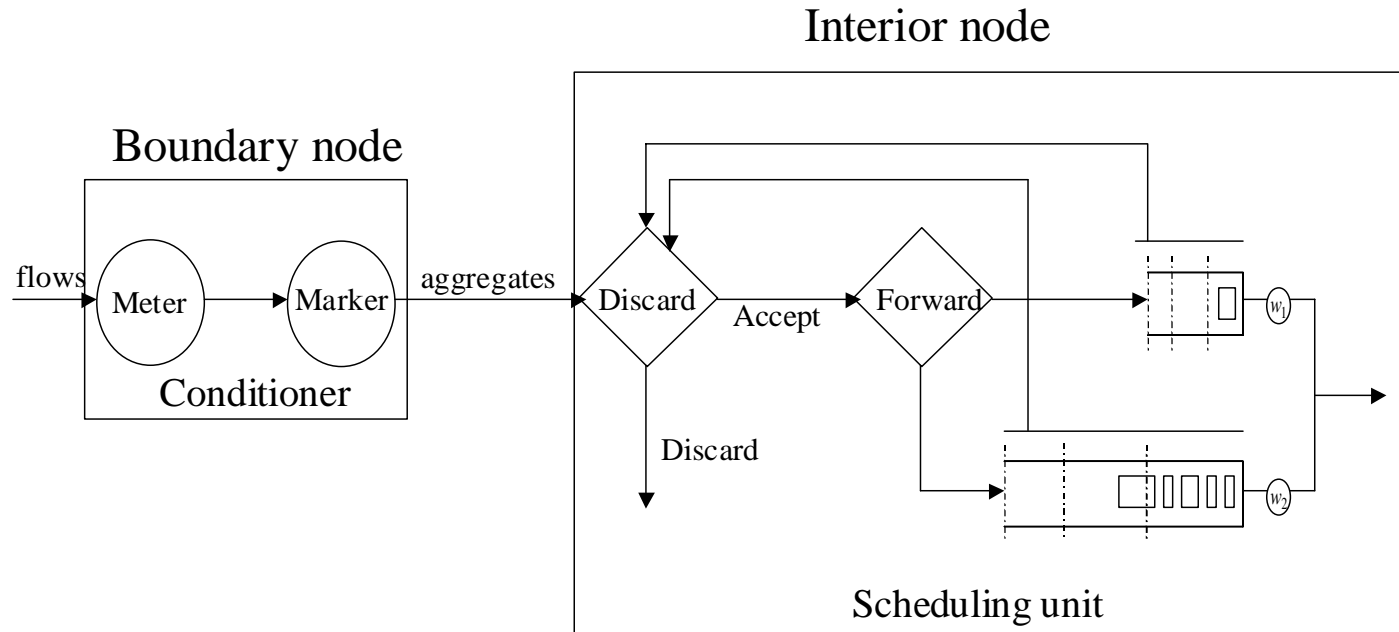 Interior node
Boundary node
flows
Meter
Marker
aggregates
Discard
Accept
Forward
w1
Conditioner
Discard
w2
Scheduling unit